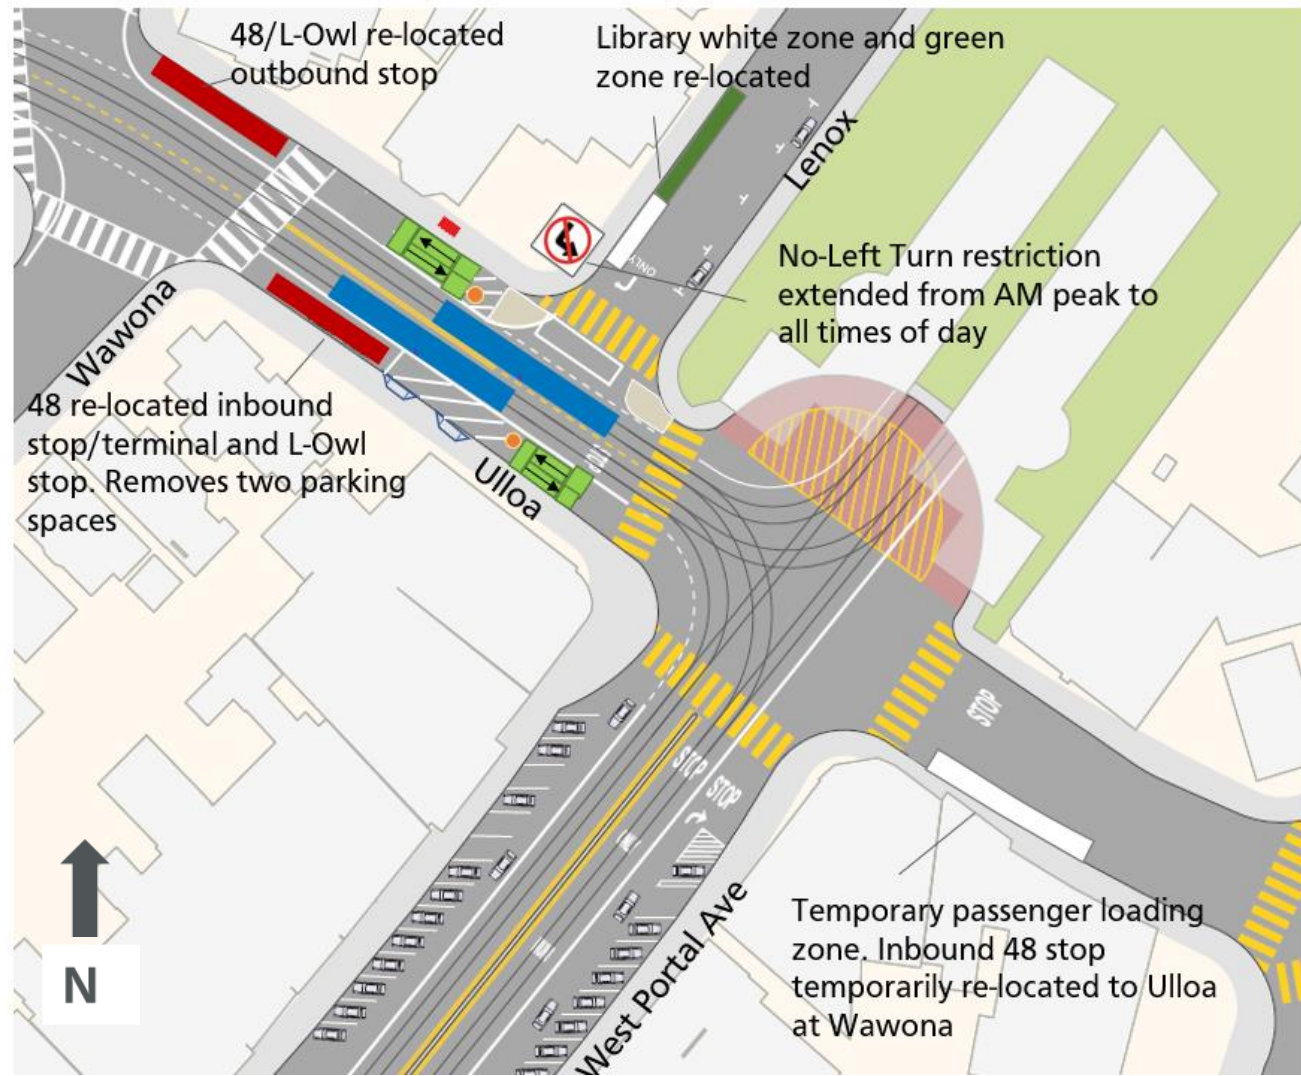 48/L-Owl re-located
outbound stop
Library white zone and green
zone re-located
Lenox
ONLY
No-Left Turn restriction
extended from AM peak to
all times of day
Wawona
48 re-located inbound
stop/terminal and L-Owl
stop. Removes two parking
spaces
Ulloa
STOP
STOP
STOP
STOP
West Portal Ave
Temporary passenger loading
zone. Inbound 48 stop
temporarily re-located to Ulloa
at Wawona
N